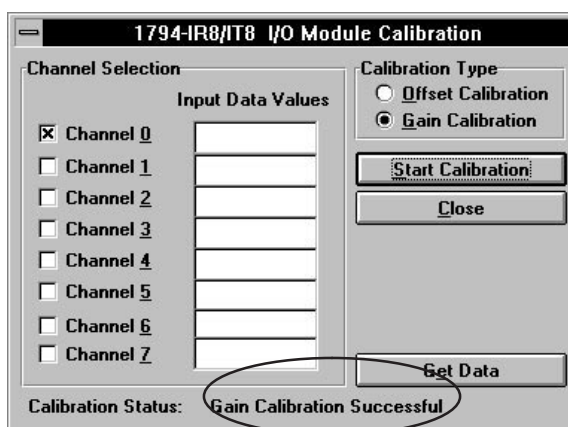 1794-IR8/IT8 I/O Module Calibration
Channel Selection
Input Data Values
Channel 0
Channel 1
Channel 2
Channel 3
Channel 4
Channel 5
Channel 6
Channel 7
Calibration Type
Offset Calibration
Gain Calibration
Start Calibration
Close
Get Data
Calibration Status: Gain Calibration Successful